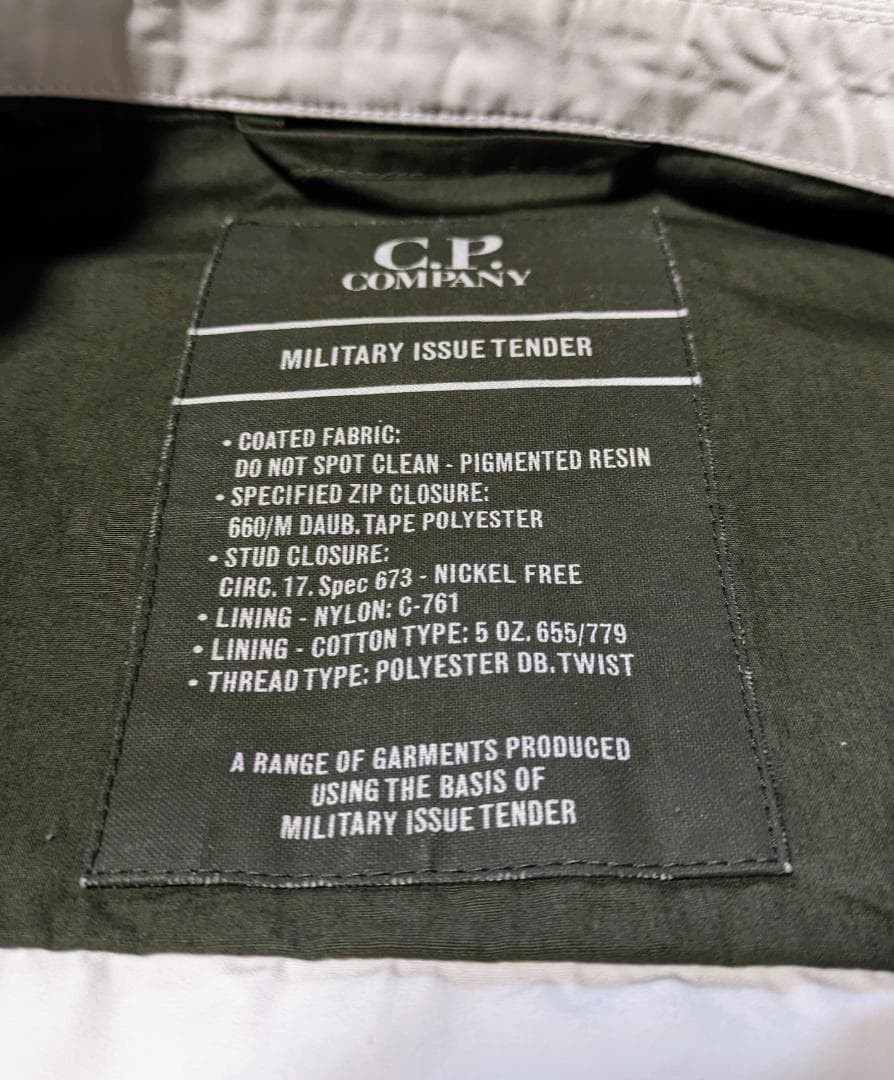 C.P.
COMPANY
MILITARY ISSUE TENDER
• COATED FABRIC:
DO NOT SPOT CLEAN - PIGMENTED RESIN
• SPECIFIED ZIP CLOSURE:
660/M DAUB. TAPE POLYESTER
• STUD CLOSURE:
CIRC. 17. Spec 673 - NICKEL FREE
• LINING - NYLON: C-761
• LINING - COTTON TYPE: 5 OZ. 655/779
• THREAD TYPE: POLYESTER DB. TWIST
A RANGE OF GARMENTS PRODUCED
USING THE BASIS OF
MILITARY ISSUE TENDER